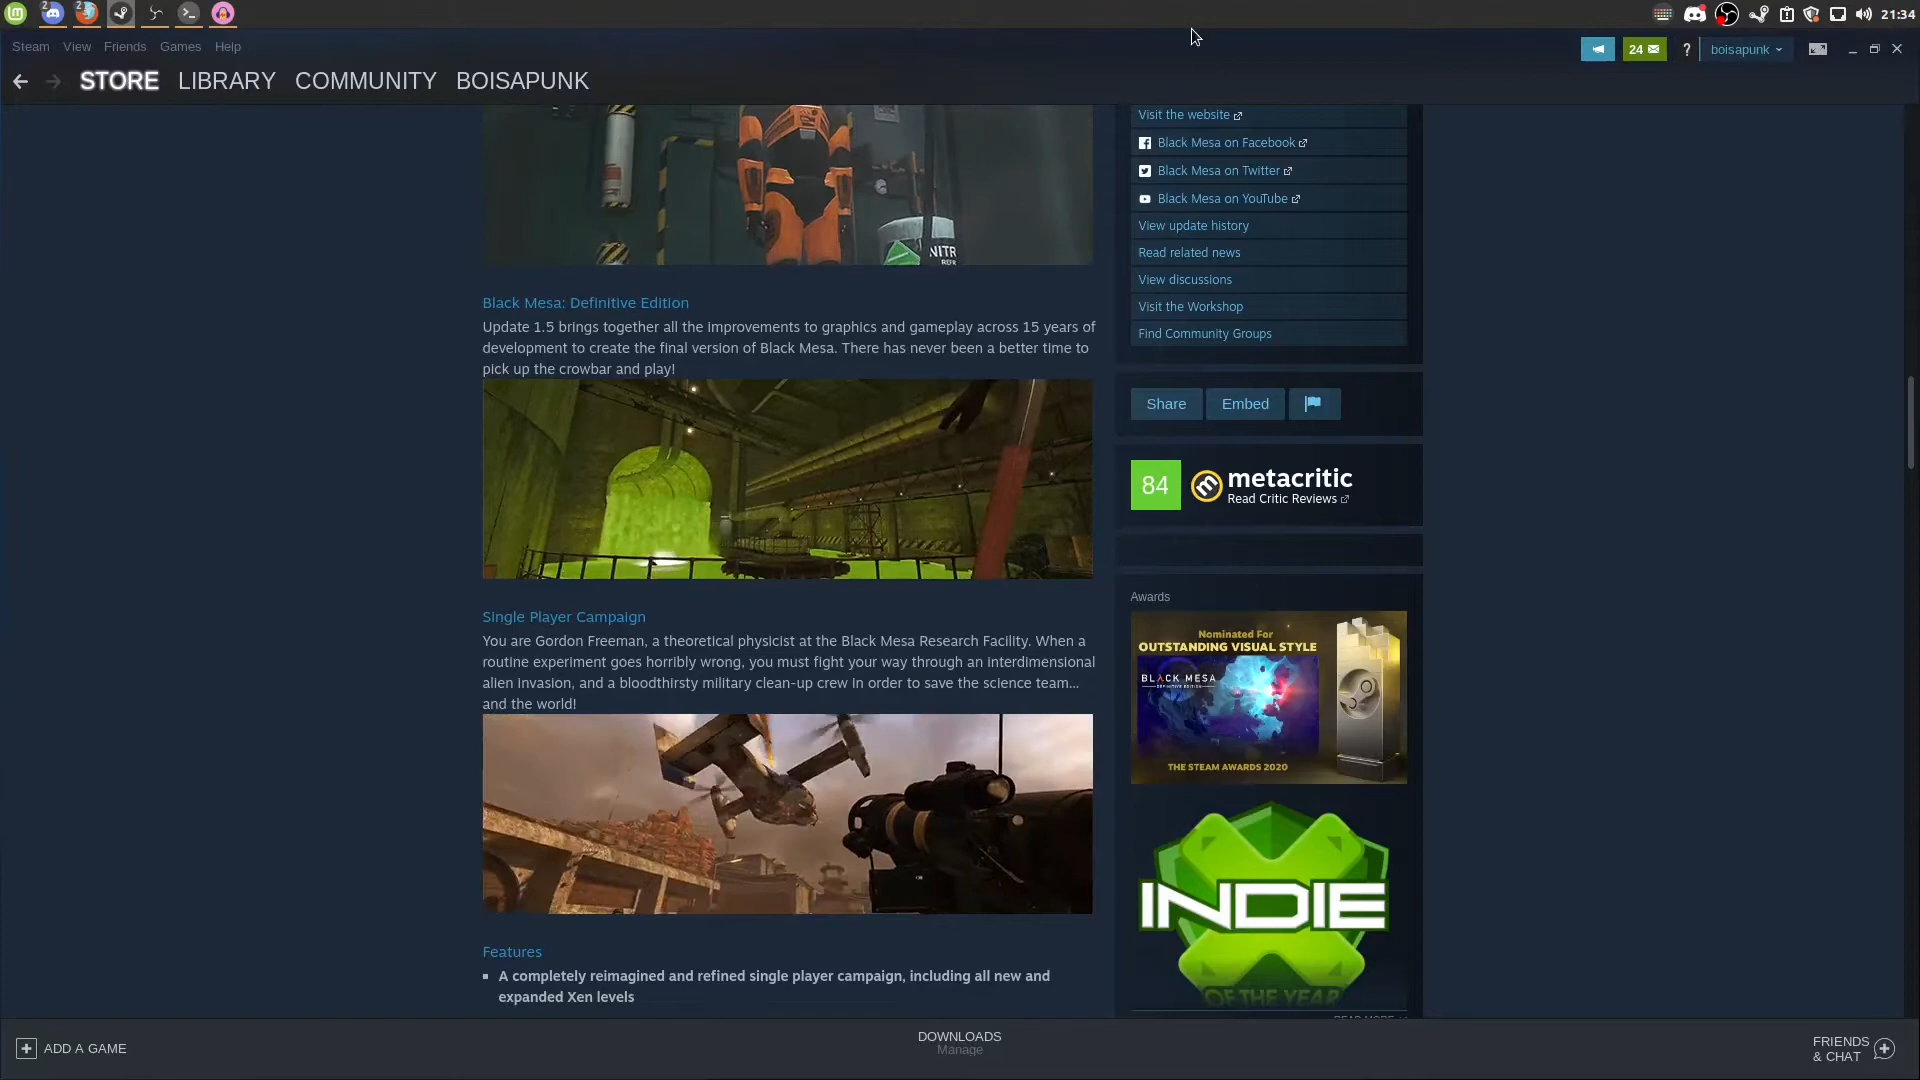 2
2
21:34
Steam View Friends Games Help
24
?
boisapunk
STORE LIBRARY COMMUNITY BOISAPUNK
NITR
Visit the website
Black Mesa on Facebook
Black Mesa on Twitter
Black Mesa on YouTube
View update history
Read related news
View discussions
Visit the Workshop
Find Community Groups
Share Embed
84 metacritic
Read Critic Reviews
Awards
Nominated For
OUTSTANDING VISUAL STYLE
BLACK MESA
DEFINITIVE EDITION
THE STEAM AWARDS 2020
INDIE
OF THE YEAR
READ MORE
Black Mesa: Definitive Edition
Update 1.5 brings together all the improvements to graphics and gameplay across 15 years of
development to create the final version of Black Mesa. There has never been a better time to
pick up the crowbar and play!
Single Player Campaign
You are Gordon Freeman, a theoretical physicist at the Black Mesa Research Facility. When a
routine experiment goes horribly wrong, you must fight your way through an interdimensional
alien invasion, and a bloodthirsty military clean-up crew in order to save the science team...
and the world!
Features
▪ A completely reimagined and refined single player campaign, including all new and
expanded Xen levels
ADD A GAME
DOWNLOADS
Manage
FRIENDS
& CHAT